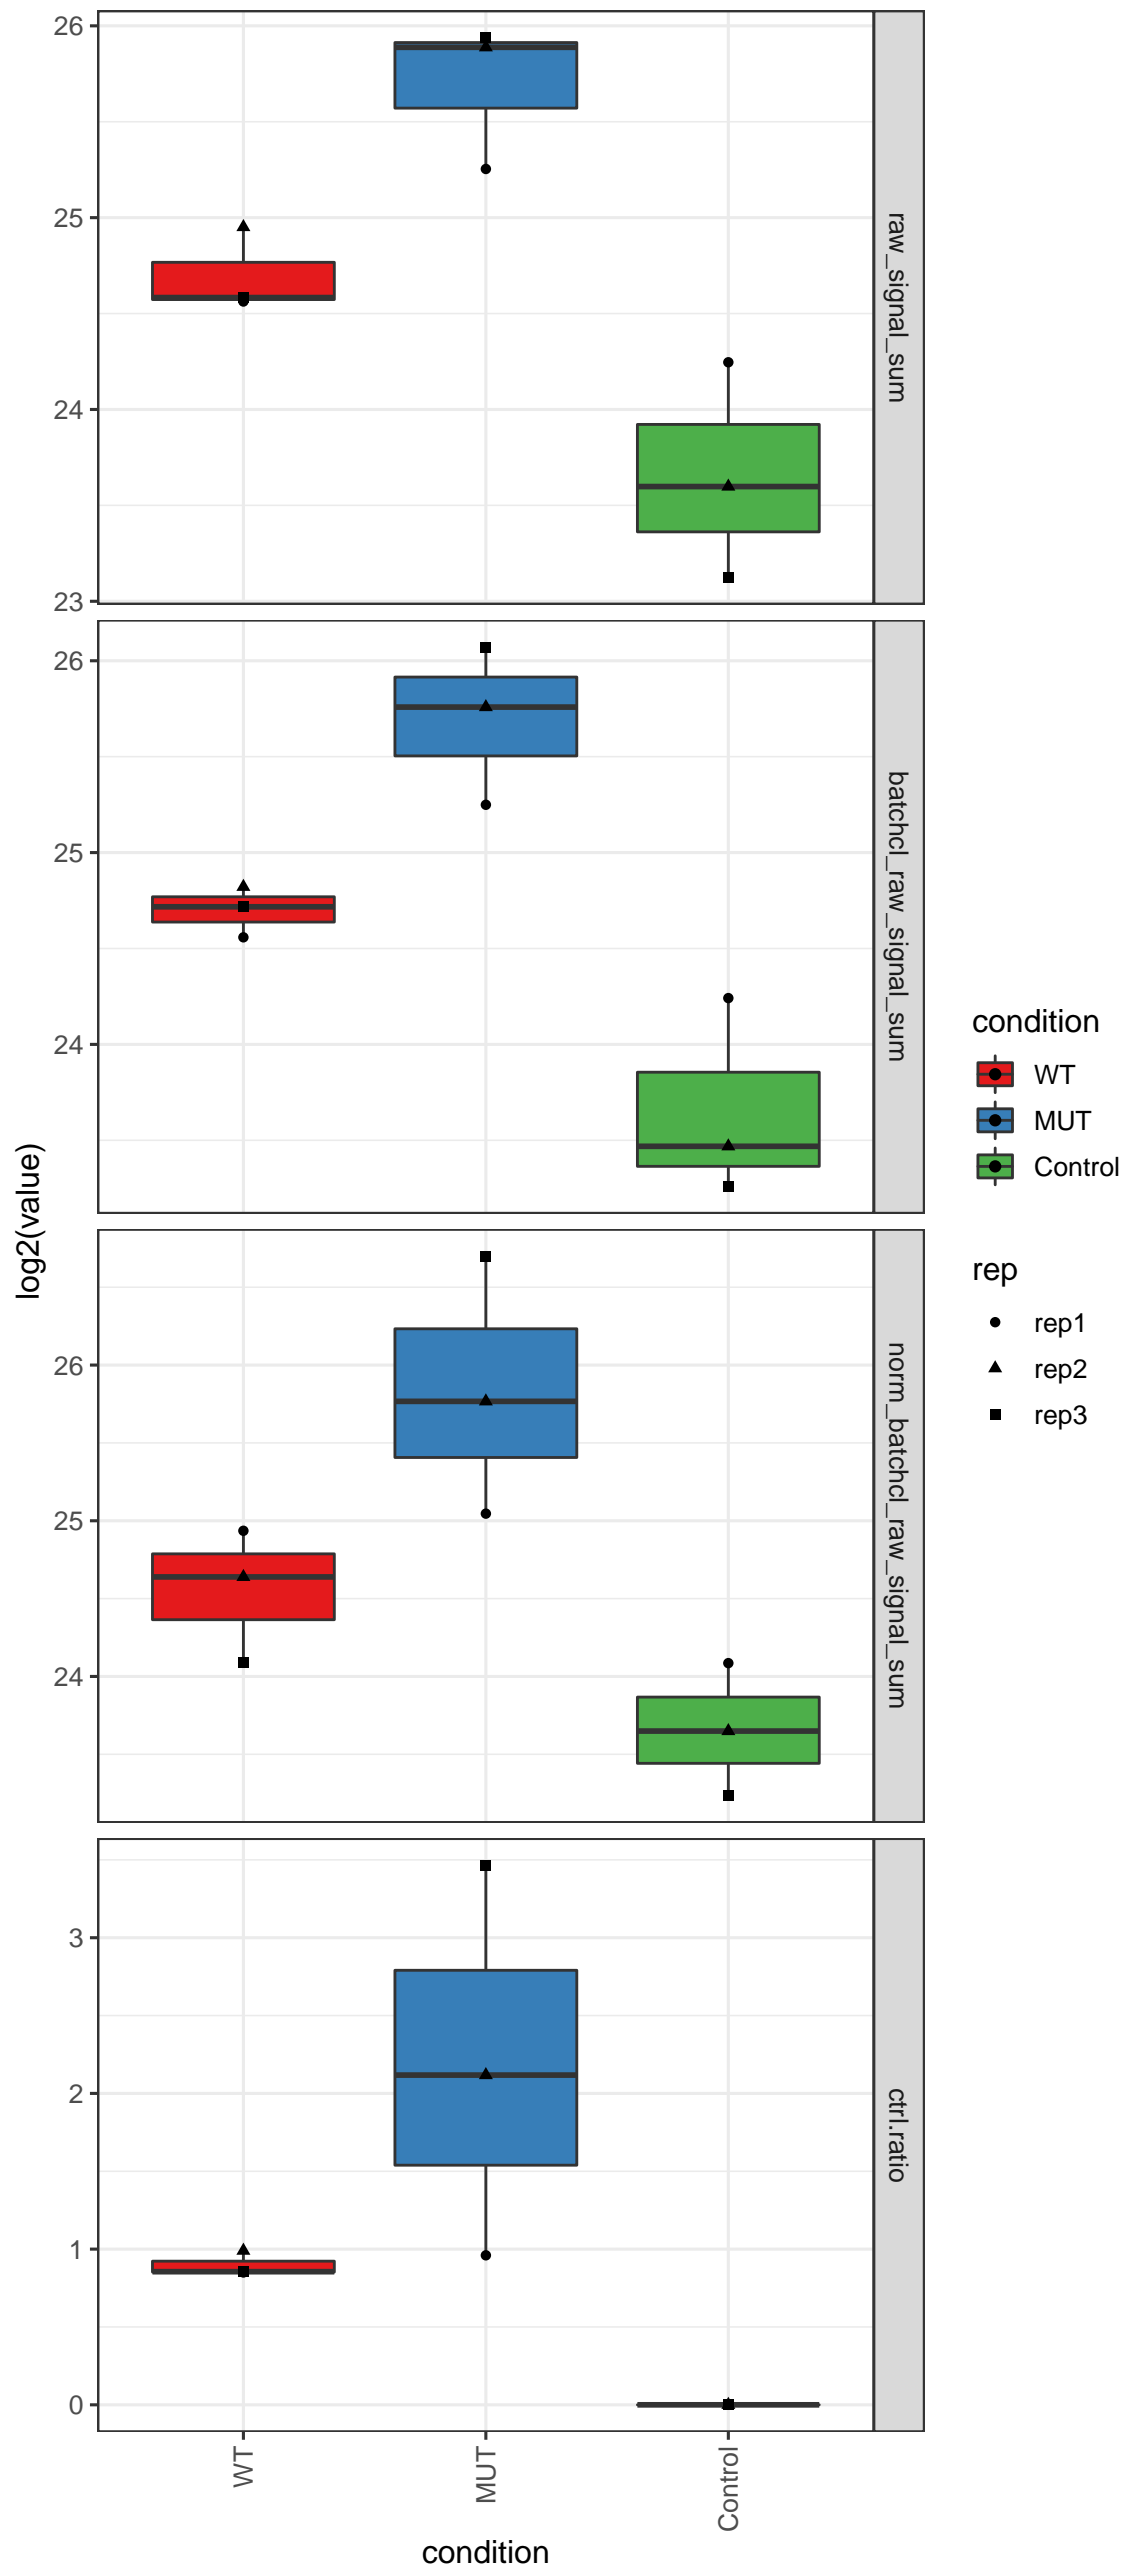 log2(value)
26
25
24
23
raw_signal_sum
26
25
24
batchcl_raw_signal_sum
26
25
24
norm_batchcl_raw_signal_sum
3
2
1
0
ctrl.ratio
WT
MUT
Control
condition
condition
WT
MUT
Control
rep
rep1
rep2
rep3